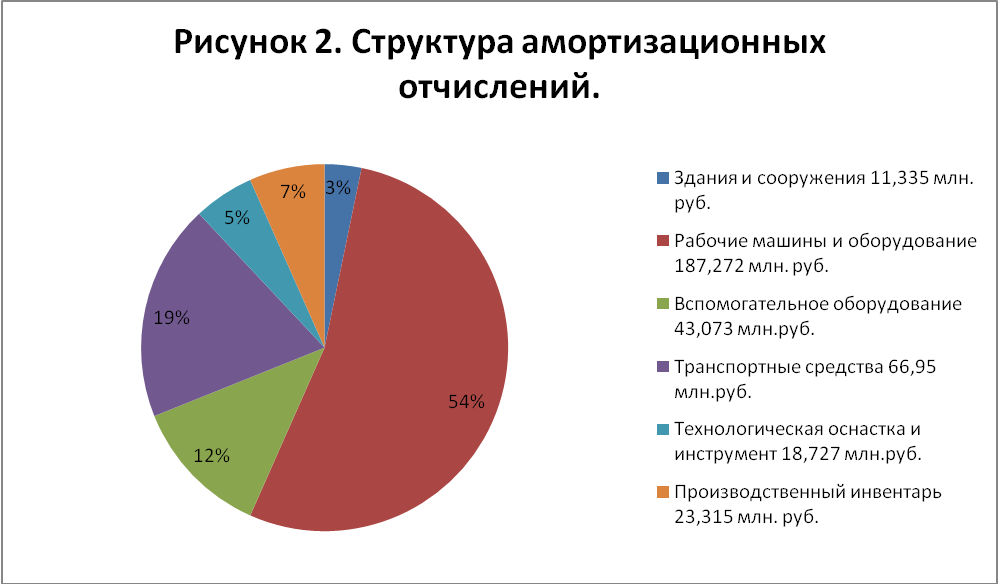 Рисунок 2. Структура амортизационных
отчислений.
3%
7%
5%
19%
12%
54%
Здания и сооружения 11,335 млн.
руб.
Рабочие машины и оборудование
187,272 млн. руб.
Вспомогательное оборудование
43,073 млн.руб.
Транспортные средства 66,95
млн.руб.
Технологическая оснастка и
инструмент 18,727 млн.руб.
Производственный инвентарь
23,315 млн. руб.